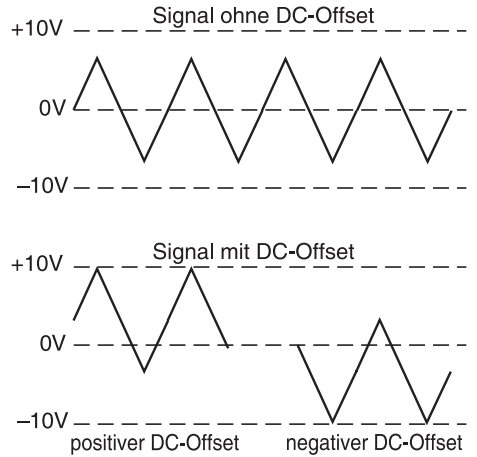 Signal ohne DC-Offset
+10V
0V
–10V
Signal mit DC-Offset
+10V
0V
–10V
positiver DC-Offset negativer DC-Offset